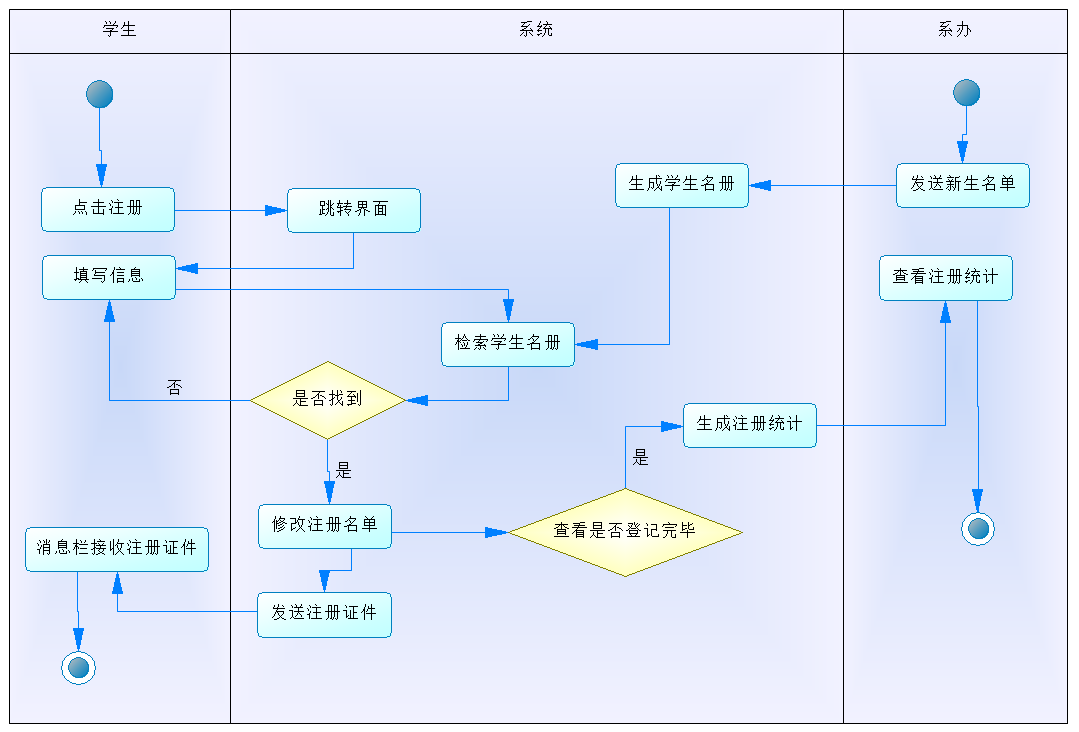 学生
系统
系办
点击注册
跳转界面
生成学生名册
发送新生名单
填写信息
查看注册统计
检索学生名册
否
是否找到
生成注册统计
是
是
修改注册名单
查看是否登记完毕
消息栏接收注册证件
发送注册证件